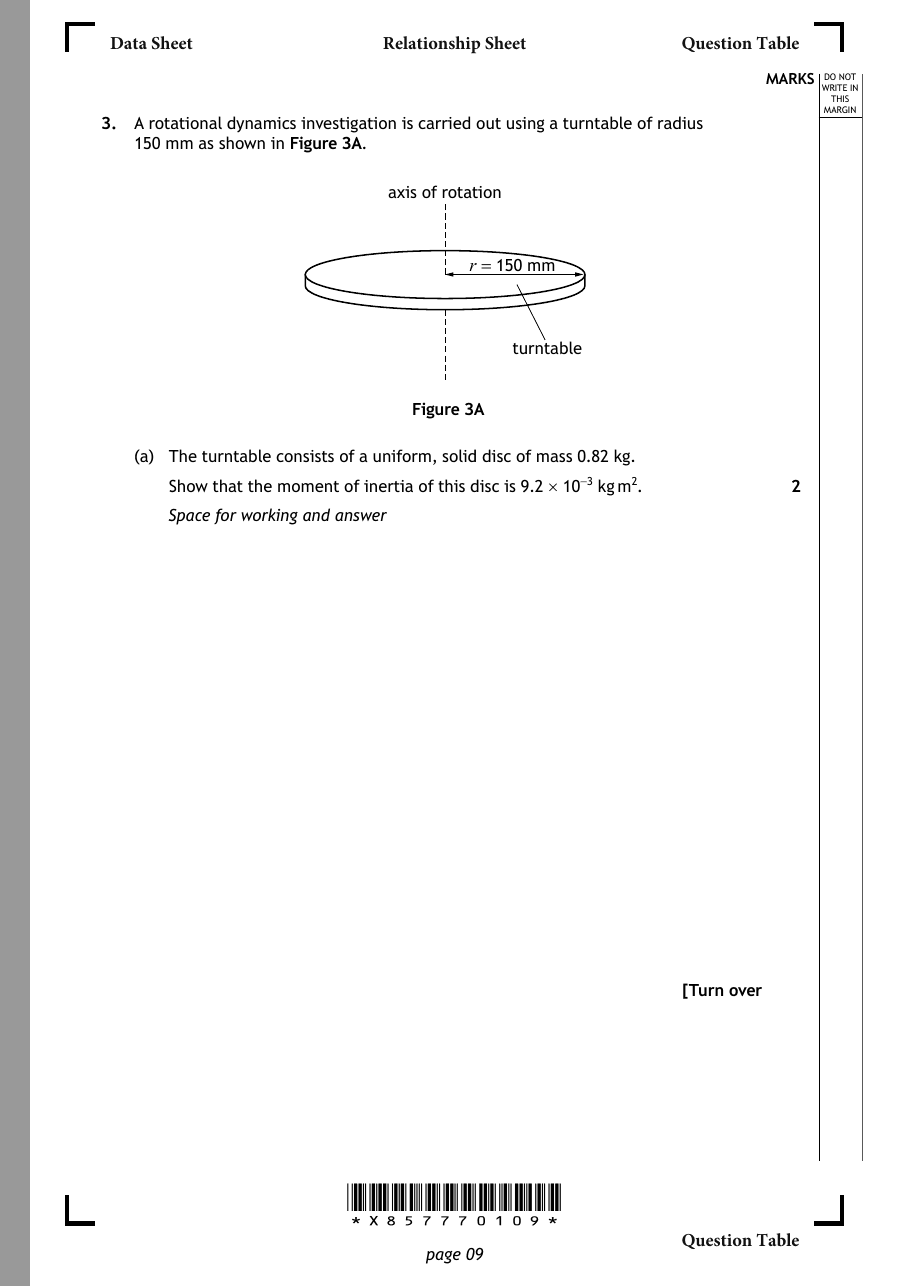 Data Sheet Relationship Sheet Question Table
MARKS
DO NOT
WRITE IN
THIS
MARGIN
3. A rotational dynamics investigation is carried out using a turntable of radius
150 mm as shown in Figure 3A.
axis of rotation
r = 150 mm
turntable
Figure 3A
(a) The turntable consists of a uniform, solid disc of mass 0.82 kg.
Show that the moment of inertia of this disc is 9.2 × 10⁻³ kg m². 2
Space for working and answer
[Turn over
* X 8 5 7 7 7 0 1 0 9 *
Question Table
page 09